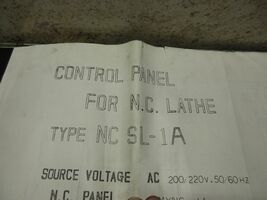 CONTROL PANEL
FOR N.C. LATHE
TYPE NC SL-1A
SOURCE VOLTAGE AC 200/220V, 50/60HZ
N.C. PANEL